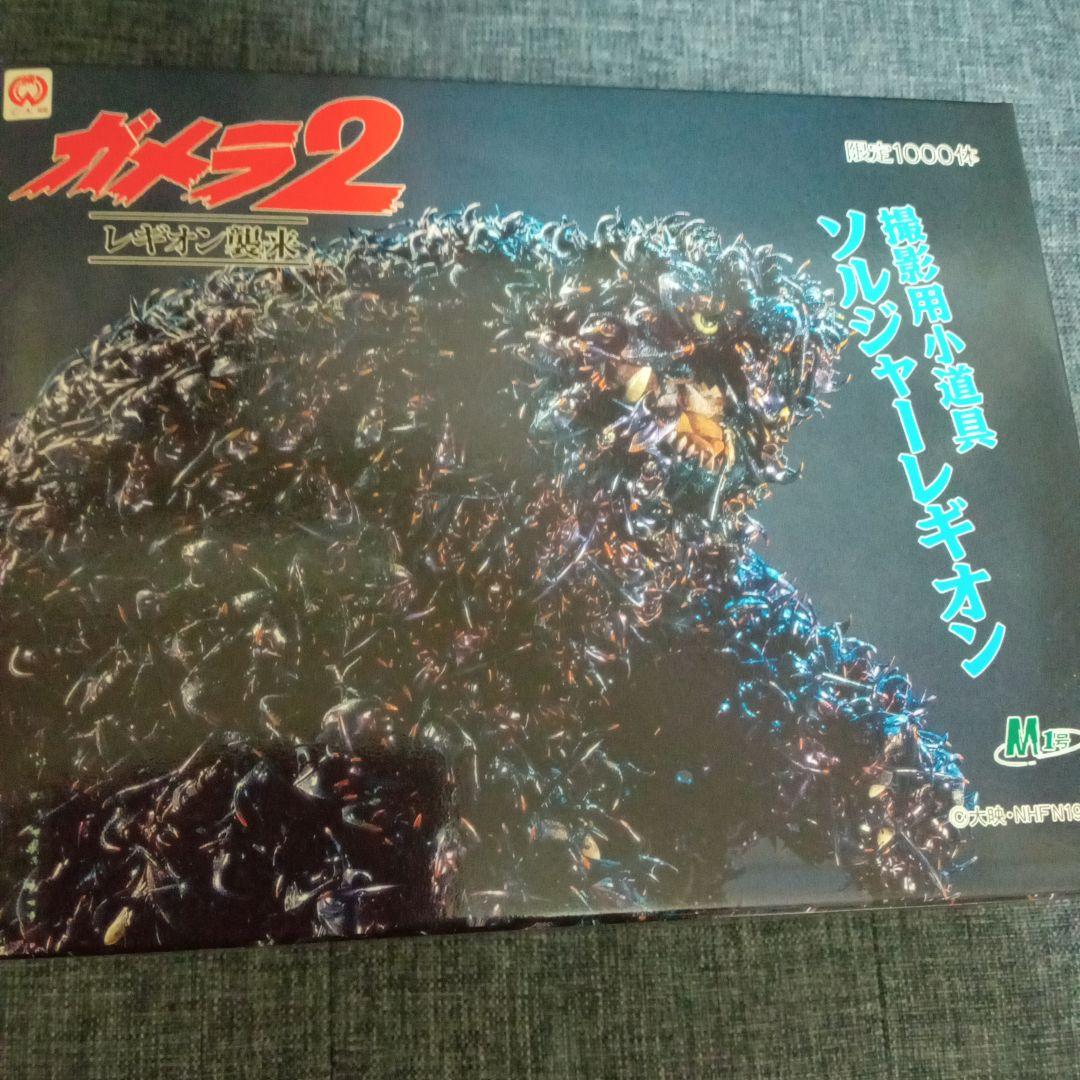 ガメラ2
レギオン襲来
限定1000体
撮影用小道具
ソルジャーレギオン
M1号
©大映・NHFN19